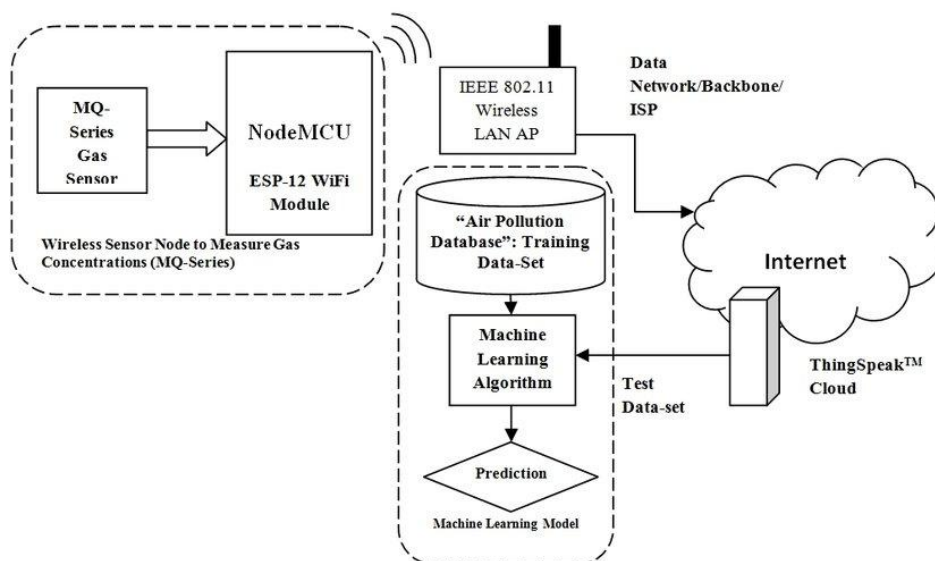 MQ-
Series
Gas
Sensor
NodeMCU
ESP-12 WiFi
Module
Wireless Sensor Node to Measure Gas
Concentrations (MQ-Series)
IEEE 802.11
Wireless
LAN AP
Data
Network/Backbone/
ISP
“Air Pollution
Database”: Training
Data-Set
Internet
Machine
Learning
Algorithm
ThingSpeak™
Cloud
Test
Data-set
Prediction
Machine Learning Model